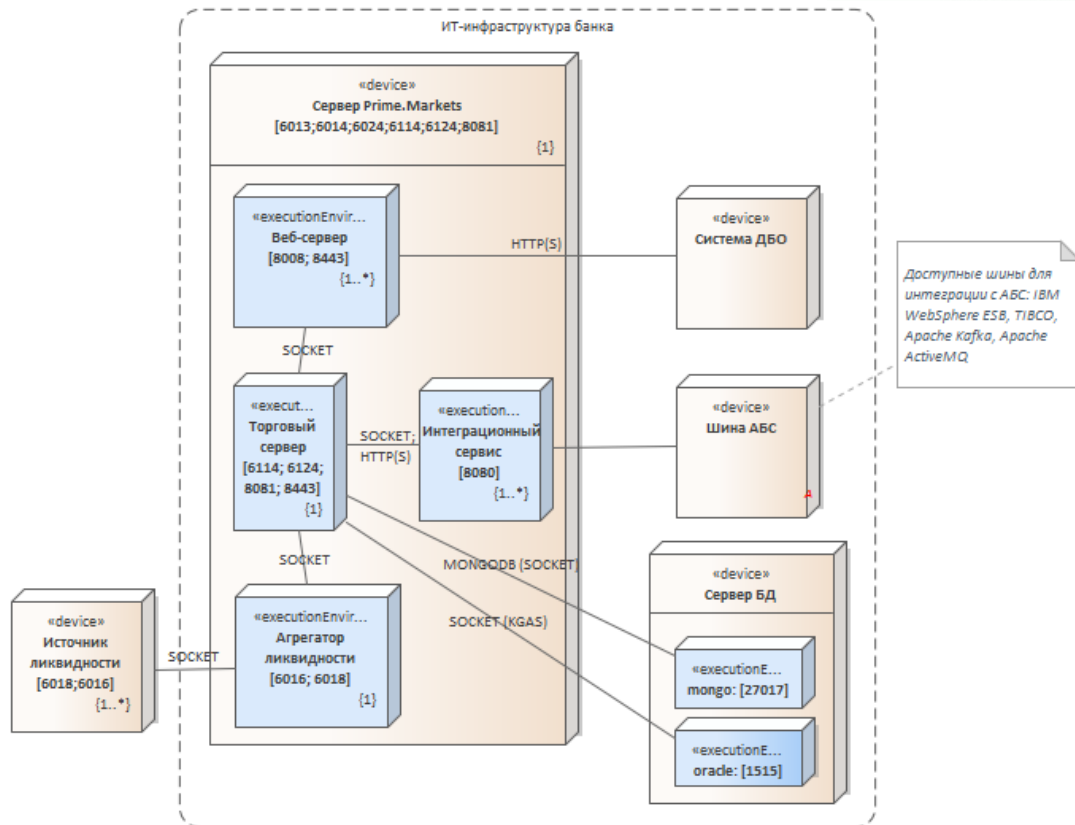 ИТ-инфраструктура банка
«device»
Сервер Prime.Markets
[6013;6014;6024;6114;6124;8081]
{1}
«executionEnvir...
Веб-сервер
[8008; 8443]
{1..*}
HTTP(S)
«device»
Система ДБО
Доступные шины для
интеграции с АБС: IBM
WebSphere ESB, TIBCO,
Apache Kafka, Apache
ActiveMQ
SOCKET
«execut...
Торговый
сервер
[6114; 6124;
8081; 8443]
{1}
SOCKET;
HTTP(S)
«execution...
Интеграционный
сервис
[8080]
{1..*}
«device»
Шина АБС
A
SOCKET
MONGODB (SOCKET)
SOCKET (KGAS)
«device»
Сервер БД
«executionE...
mongo: [27017]
«executionE...
oracle: [1515]
«device»
Источник
ликвидности
[6018;6016]
{1..*}
SOCKET
«executionEnvir...
Агрегатор
ликвидности
[6016; 6018]
{1}